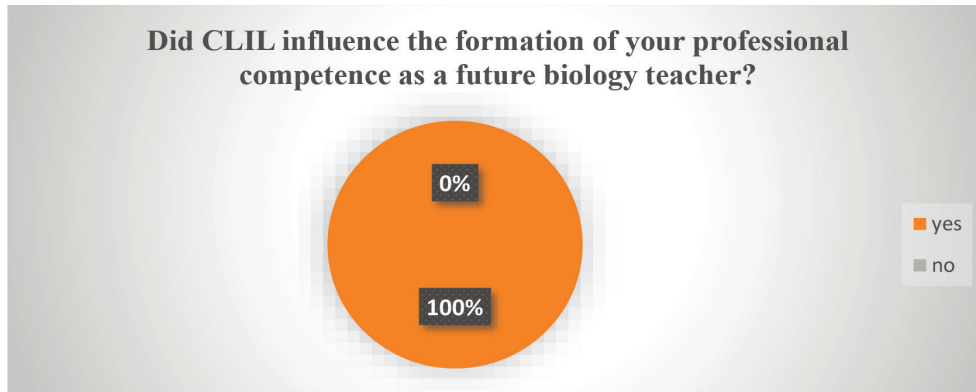 Did CLIL influence the formation of your professional
competence as a future biology teacher?
0%
100%
yes
no